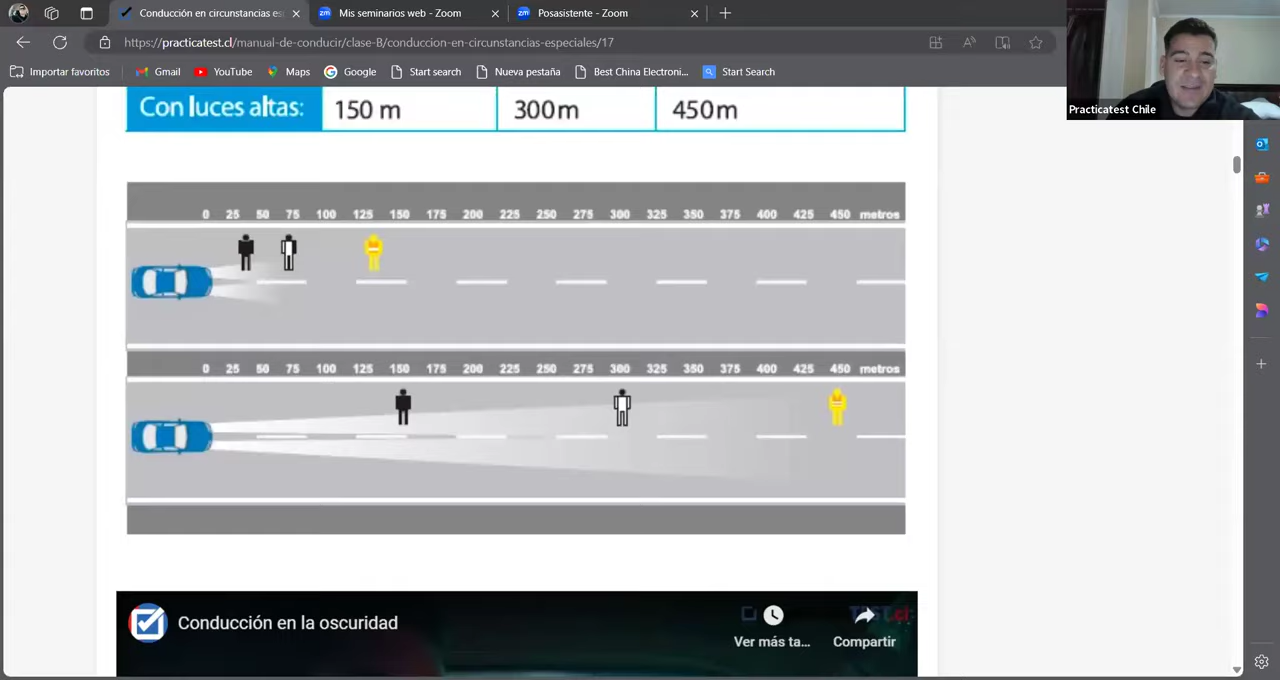 Conducción en circunstancias es
Mis seminarios web - Zoom
Posasistente - Zoom
https://practicatest.cl/manual-de-conducir/clase-B/conduccion-en-circunstancias-especiales/17
Importar favoritos
Gmail
YouTube
Maps
Google
Start search
Nueva pestaña
Best China Electroni...
Start Search
Practicatest Chile
Con luces altas: 150 m 300m 450m
0 25 50 75 100 125 150 175 200 225 250 275 300 325 350 375 400 425 450 metros
0 25 50 75 100 125 150 175 200 225 250 275 300 325 350 375 400 425 450 metros
Conducción en la oscuridad
Ver más ta...
Compartir